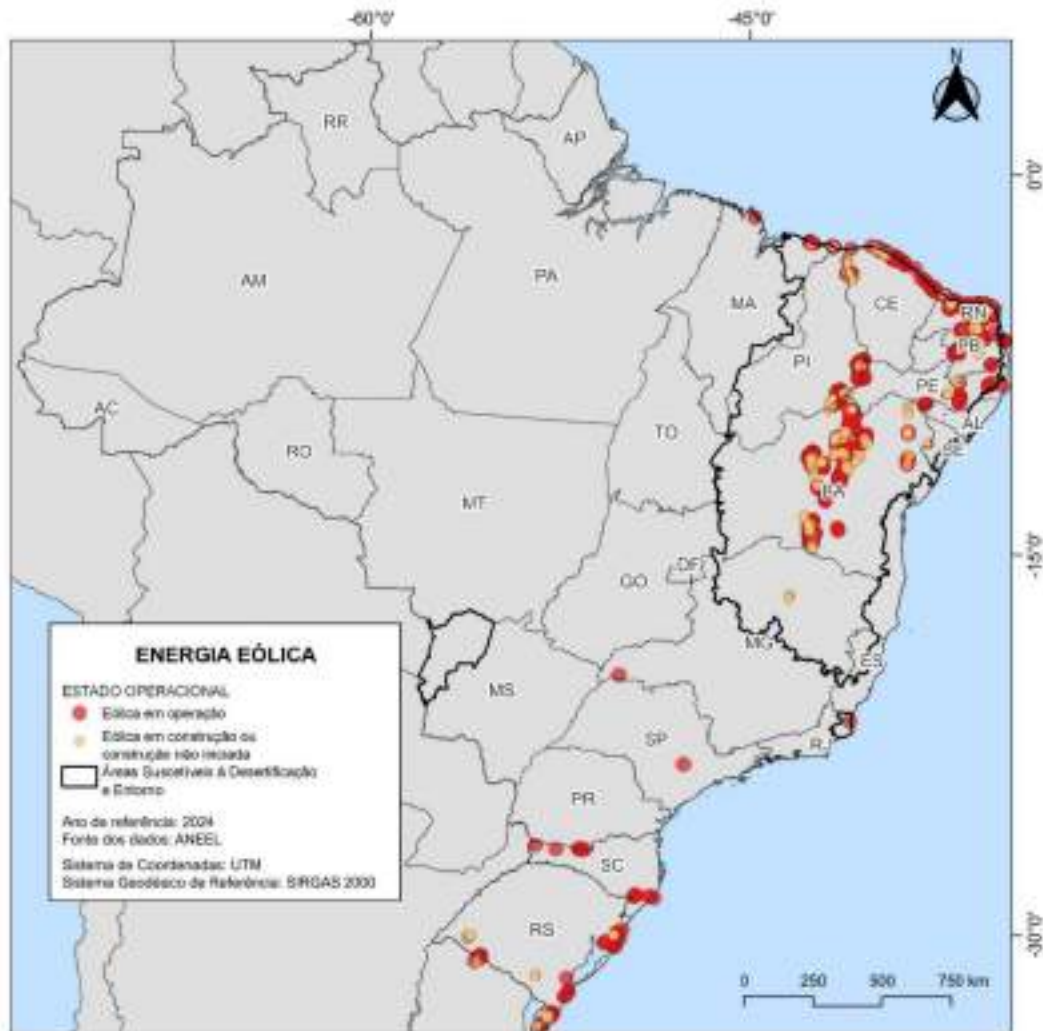 -60°0'
-45°0'
N
RR
AP
0°0'
AM
PA
MA
CE
RN
PB
PI
PE
AC
AL
SE
TO
RO
BA
MT
-15°0'
DF
GO
MG
ES
MS
SP
RJ
PR
SC
RS
-30°0'
ENERGIA EÓLICA
ESTADO OPERACIONAL
Eólica em operação
Eólica em construção ou
construção não iniciada
Áreas Suscetíveis à Desertificação
e Entorno
Ano de referência: 2024
Fonte dos dados: ANEEL
Sistema de Coordenadas: UTM
Sistema Geodésico de Referência: SIRGAS 2000
0 250 500 750 km